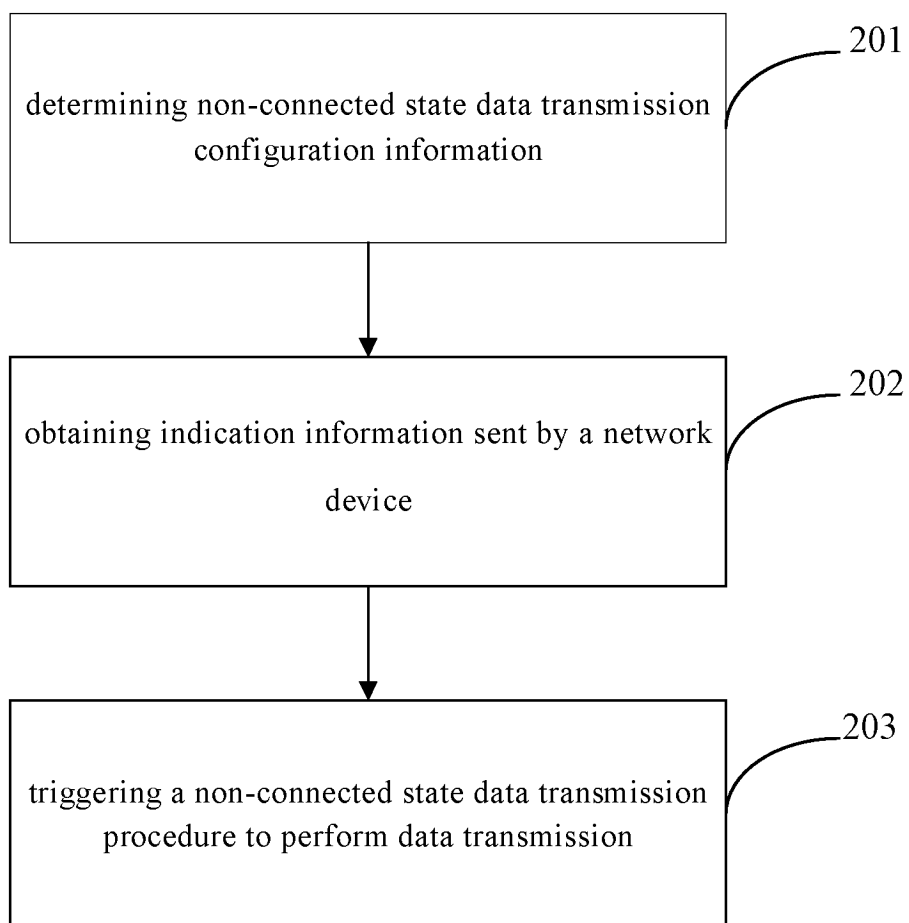 201
determining non-connected state data transmission
configuration information
202
obtaining indication information sent by a network
device
203
triggering a non-connected state data transmission
procedure to perform data transmission